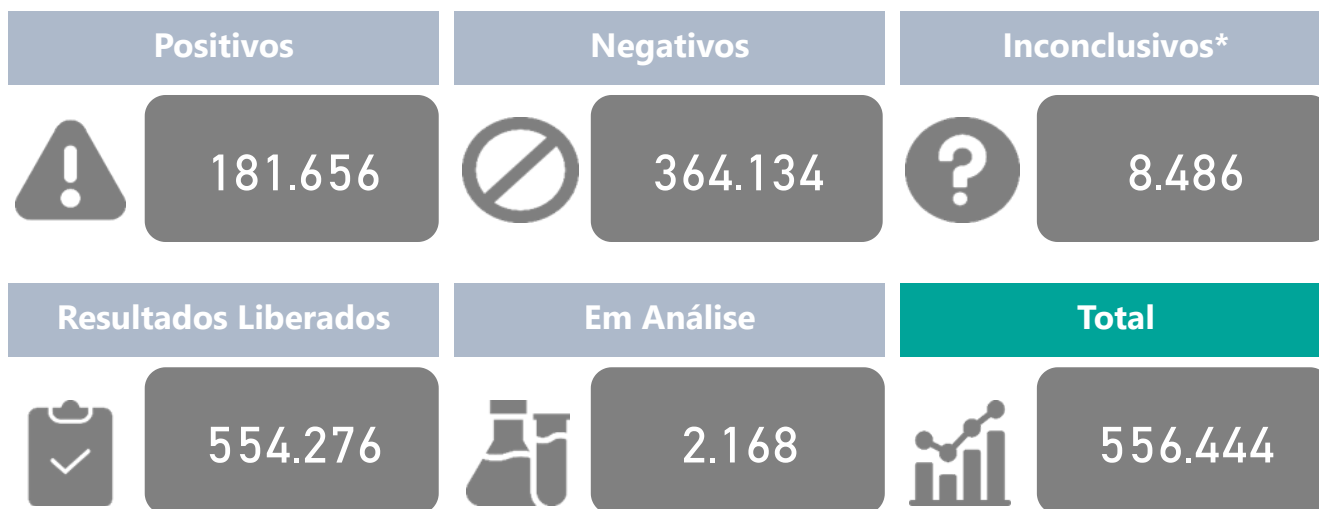 Positivos
Negativos
Inconclusivos*
181.656
364.134
8.486
Resultados Liberados
Em Análise
Total
554.276
2.168
556.444